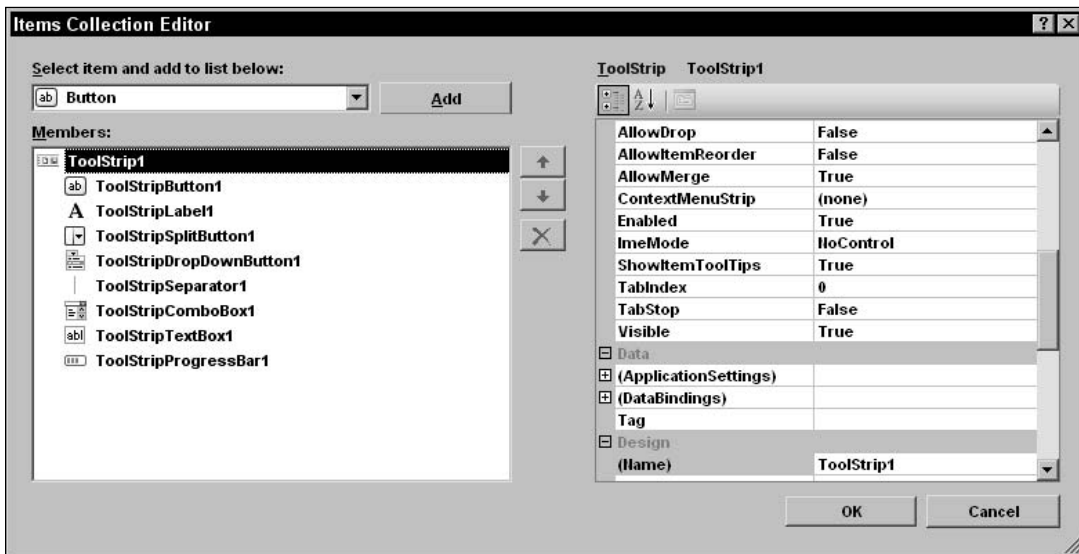 Items Collection Editor
Select item and add to list below:
Button
Add
Members:
ToolStrip1
ToolStripButton1
ToolStripLabel1
ToolStripSplitButton1
ToolStripDropDownButton1
ToolStripSeparator1
ToolStripComboBox1
ToolStripTextBox1
ToolStripProgressBar1
ToolStrip ToolStrip1
AllowDrop False
AllowItemReorder False
AllowMerge True
ContextMenuStrip (none)
Enabled True
ImeMode NoControl
ShowItemToolTips True
TabIndex 0
TabStop False
Visible True
Data
(ApplicationSettings)
(DataBindings)
Tag
Design
(Name) ToolStrip1
OK Cancel